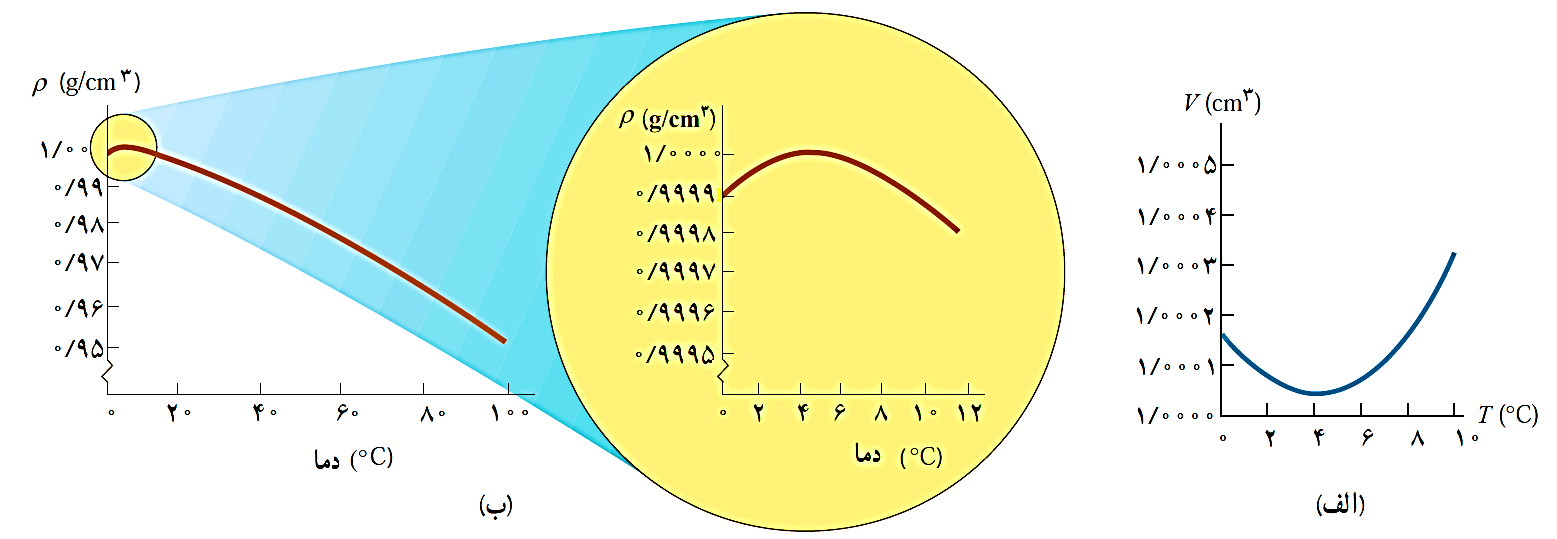 V (cm³)
۱/۰۰۰۵
۱/۰۰۰۴
۱/۰۰۰۳
۱/۰۰۰۲
۱/۰۰۰۱
۱/۰۰۰۰
۰ ۲ ۴ ۶ ۸ ۱۰
T (°C)
(الف)
ρ (g/cm³)
۱/۰۰۰۰
۰/۹۹۹۹
۰/۹۹۹۸
۰/۹۹۹۷
۰/۹۹۹۶
۰/۹۹۹۵
۰ ۲ ۴ ۶ ۸ ۱۰ ۱۲
دما (°C)
ρ (g/cm³)
۱/۰۰
۰/۹۹
۰/۹۸
۰/۹۷
۰/۹۶
۰/۹۵
۰ ۲۰ ۴۰ ۶۰ ۸۰ ۱۰۰
دما (°C)
(ب)